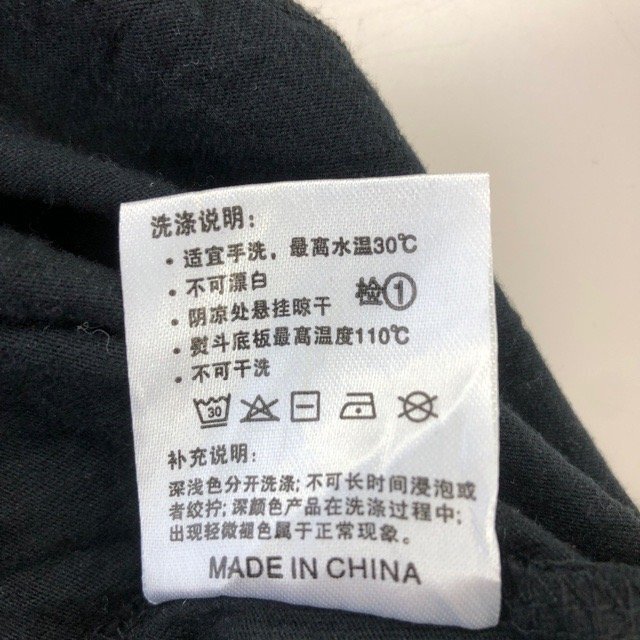 洗涤说明：
· 适宜手洗，最高水温30℃
· 不可漂白
· 阴凉处悬挂晾干
检①
· 熨斗底板最高温度110℃
· 不可干洗
30
补充说明：
深浅色分开洗涤；不可长时间浸泡或
者绞拧；深颜色产品在洗涤过程中；
出现轻微褪色属于正常现象。
MADE IN CHINA